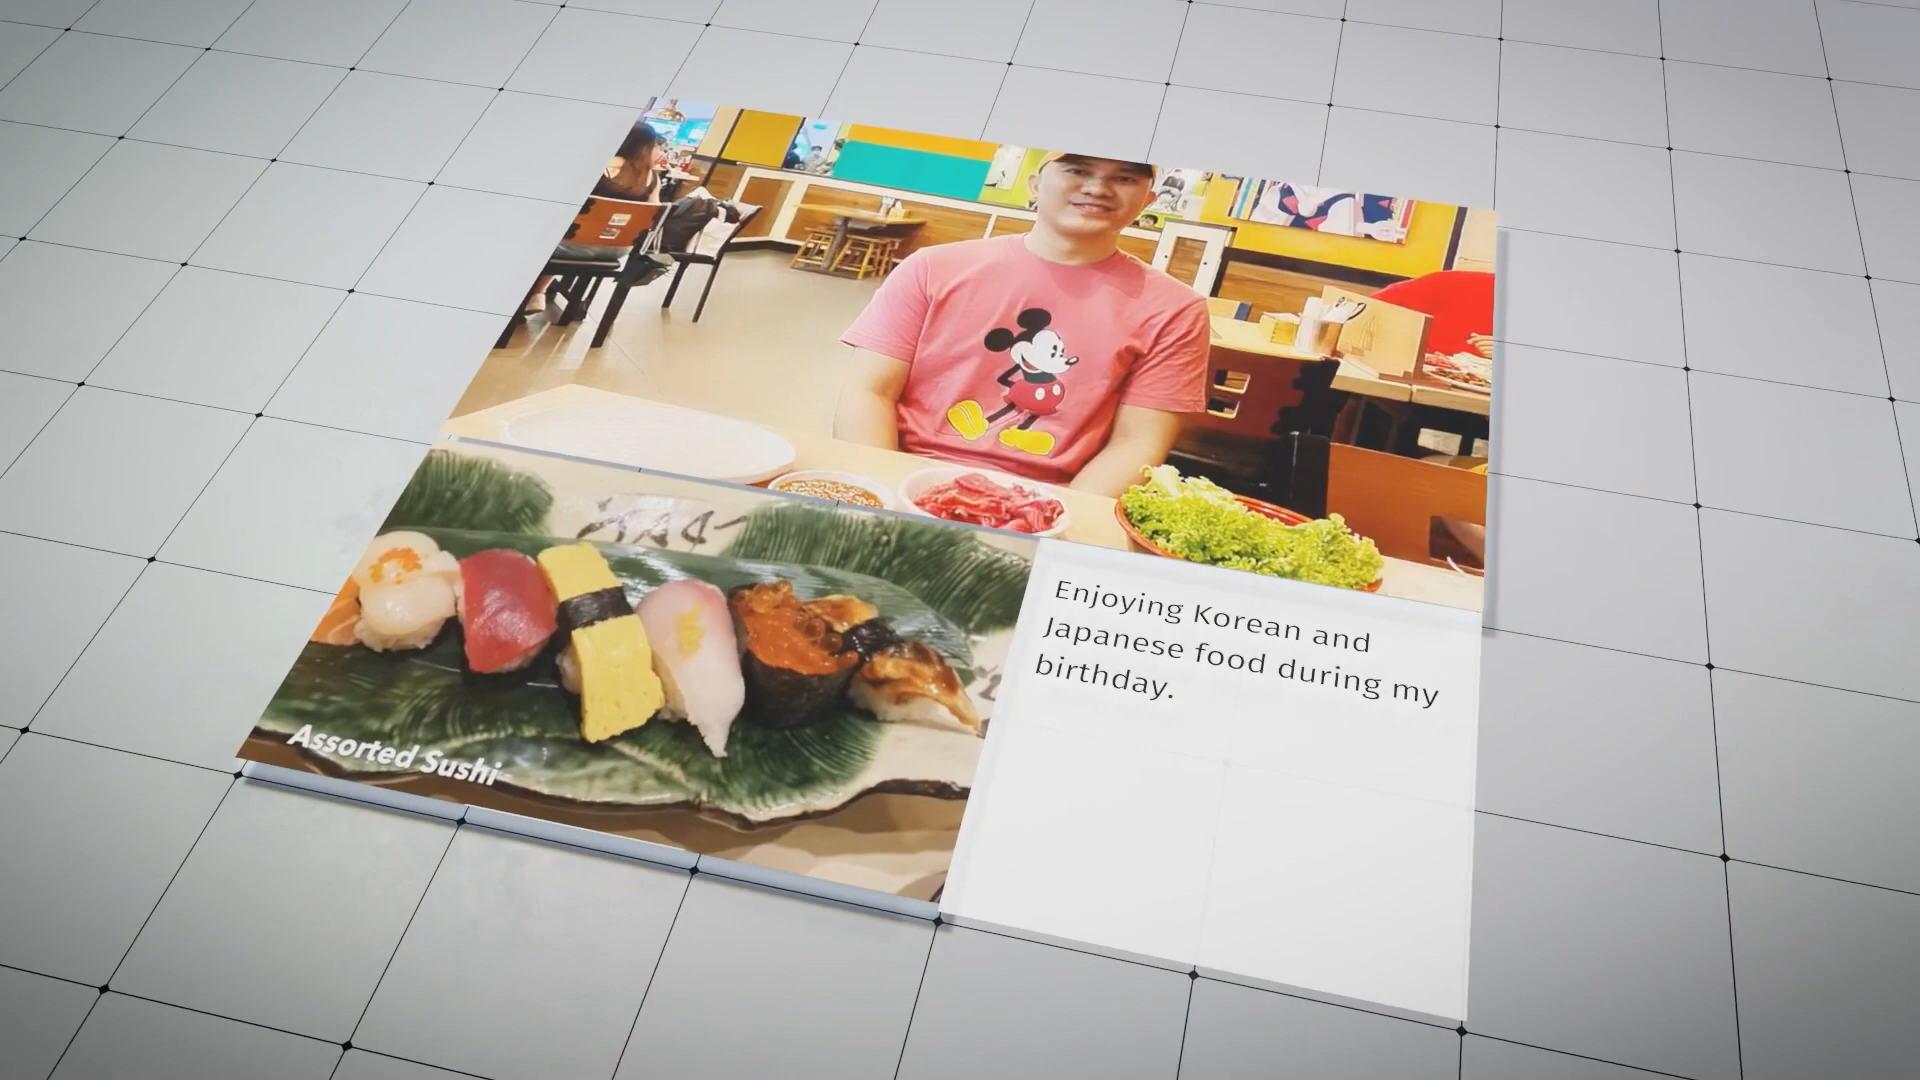 Enjoying Korean and
Japanese food during my
birthday.
Assorted Sushi